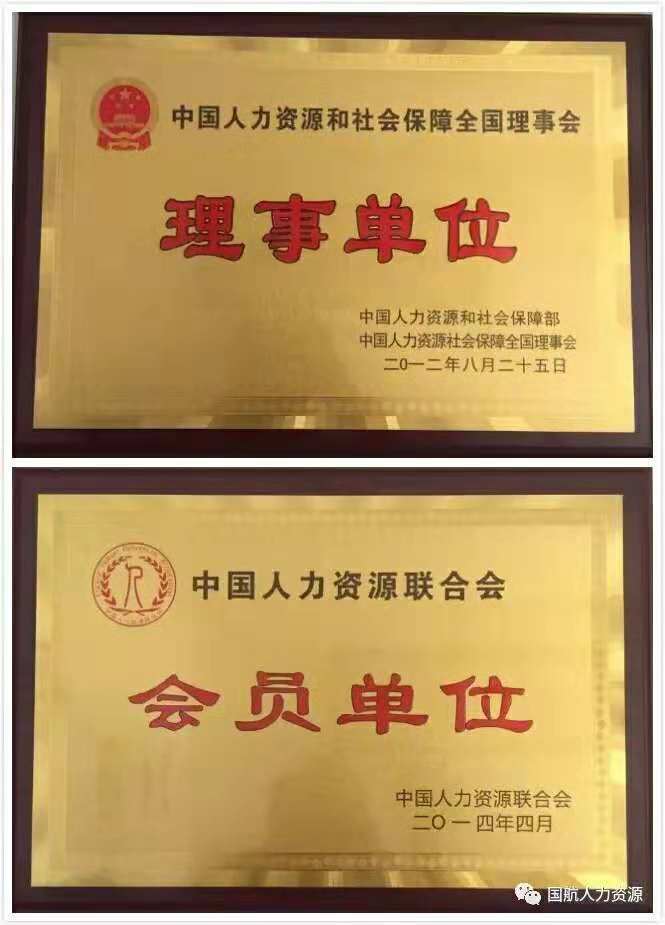 中国人力资源和社会保障全国理事会
理事单位
中国人力资源和社会保障部
中国人力资源社会保障全国理事会
二〇一二年八月二十五日
中国人力资源联合会
会员单位
中国人力资源联合会
二〇一四年四月
国航人力资源